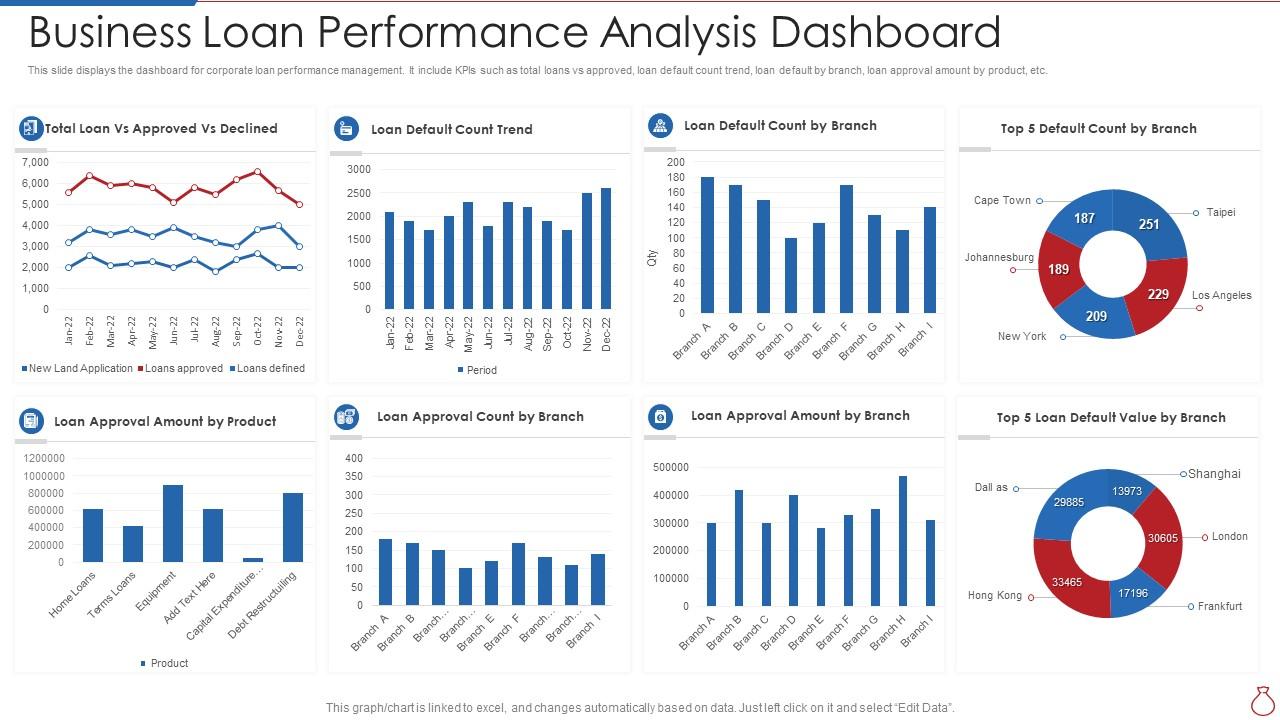 Business Loan Performance Analysis Dashboard
This slide displays the dashboard for corporate loan performance management. It include KPIs such as total loans vs approved, loan default count trend, loan default by branch, loan approval amount by product, etc.
Total Loan Vs Approved Vs Declined
7,000
6,000
5,000
4,000
3,000
2,000
1,000
0
Jan-22
Feb-22
Mar-22
Apr-22
May-22
Jun-22
Jul-22
Aug-22
Sep-22
Oct-22
Nov-22
Dec-22
New Land Application Loans approved Loans defined
Loan Default Count Trend
3000
2500
2000
1500
1000
500
0
Jan-22
Feb-22
Mar-22
Apr-22
May-22
Jun-22
Jul-22
Aug-22
Sep-22
Oct-22
Nov-22
Dec-22
Period
Loan Default Count by Branch
Qty
200
180
160
140
120
100
80
60
40
20
0
Branch A
Branch B
Branch C
Branch D
Branch E
Branch F
Branch G
Branch H
Branch I
Top 5 Default Count by Branch
Cape Town
187
251
Taipei
Johannesburg
189
229
Los Angeles
209
New York
Loan Approval Amount by Product
1200000
1000000
800000
600000
400000
200000
0
Home Loans
Terms Loans
Equipment
Add Text Here
Capital Expenditure…
Debt Restructuiling
Product
Loan Approval Count by Branch
400
350
300
250
200
150
100
50
0
Branch A
Branch B
Branch…
Branch…
Branch E
Branch F
Branch…
Branch…
Branch I
Loan Approval Amount by Branch
500000
400000
300000
200000
100000
0
Branch A
Branch B
Branch C
Branch D
Branch E
Branch F
Branch G
Branch H
Branch I
Top 5 Loan Default Value by Branch
Shanghai
Dall as
29885
13973
30605
London
33465
17196
Hong Kong
Frankfurt
This graph/chart is linked to excel, and changes automatically based on data. Just left click on it and select “Edit Data”.